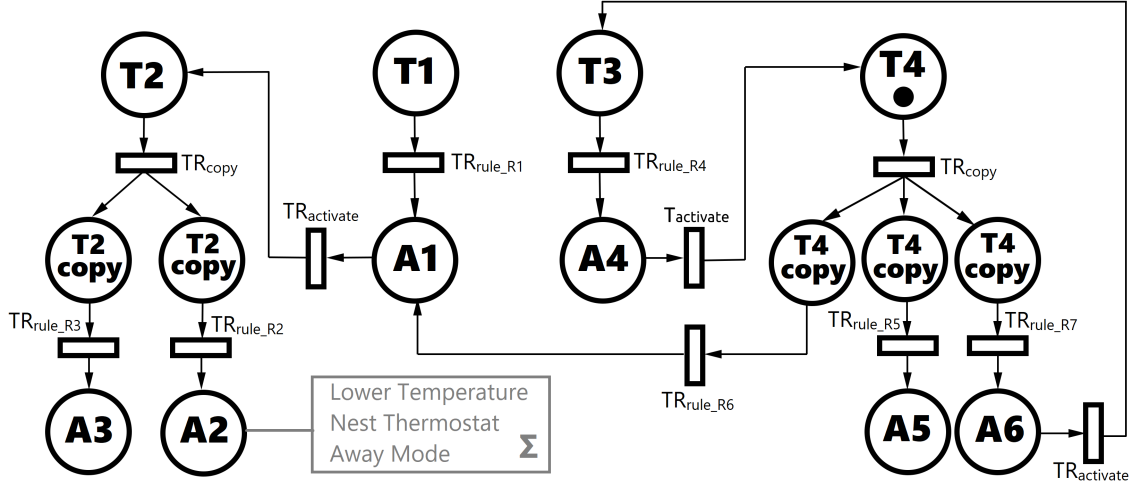 T2
T1
T3
T4
TRcopy
TRrule_R1
TRrule_R4
TRcopy
TRactivate
Tactivate
T2
copy
T2
copy
A1
A4
T4
copy
T4
copy
T4
copy
TRrule_R3
TRrule_R2
TRrule_R5
TRrule_R7
TRrule_R6
A3
A2
Lower Temperature
Nest Thermostat
Away Mode
Σ
A5
A6
TRactivate